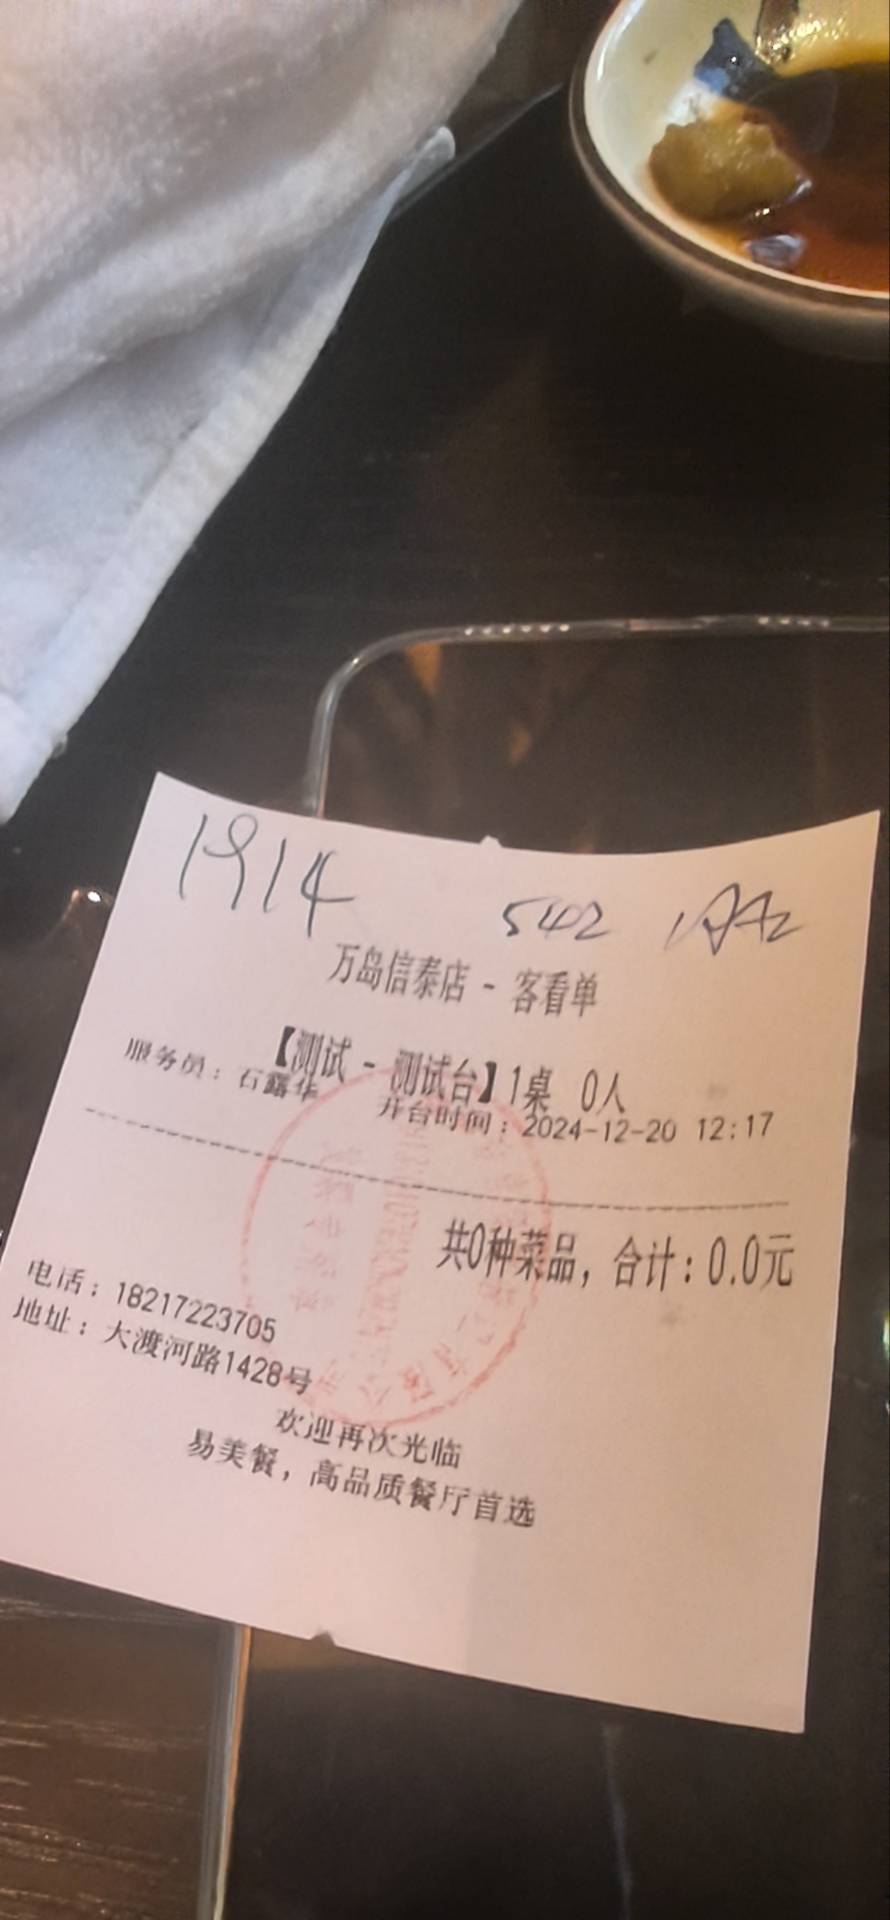 1914 542
万岛信泰店 - 客看单
【测试 - 测试台】1桌 0人
服务员：石露华 开台时间：2024-12-20 12:17
共0种菜品，合计：0.0元
电话：18217223705
地址：大渡河路1428号
欢迎再次光临
易美餐，高品质餐厅首选